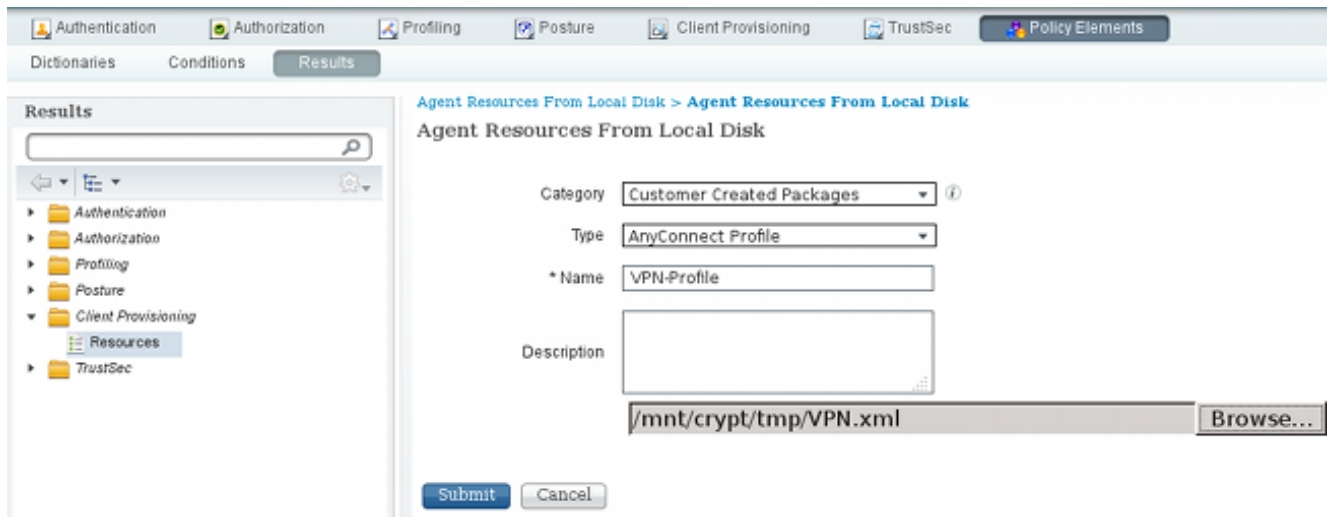 Authentication Authorization Profiling Posture Client Provisioning TrustSec Policy Elements
Dictionaries Conditions Results
Results
Authentication
Authorization
Profiling
Posture
Client Provisioning
Resources
TrustSec
Agent Resources From Local Disk > Agent Resources From Local Disk
Agent Resources From Local Disk
Category Customer Created Packages
Type AnyConnect Profile
* Name VPN-Profile
Description
/mnt/crypt/tmp/VPN.xml Browse...
Submit Cancel